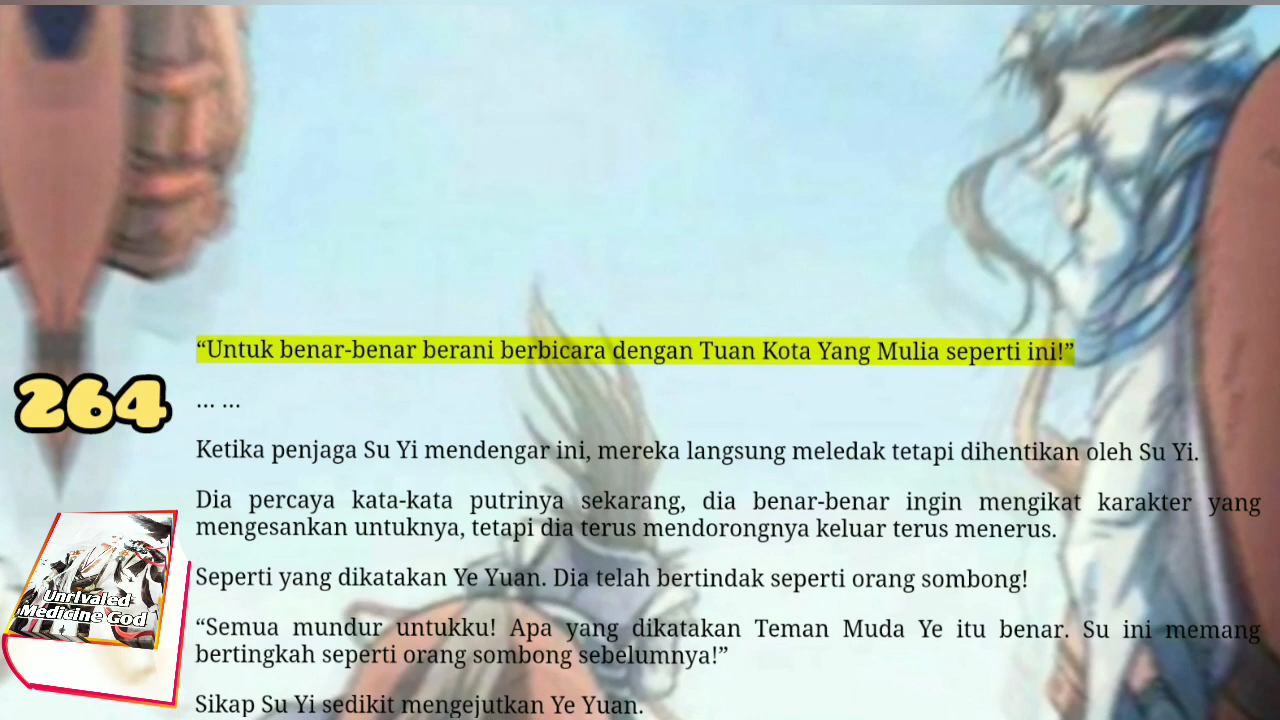 “Untuk benar-benar berani berbicara dengan Tuan Kota Yang Mulia seperti ini!”
... ...
264
Ketika penjaga Su Yi mendengar ini, mereka langsung meledak tetapi dihentikan oleh Su Yi.
Dia percaya kata-kata putrinya sekarang, dia benar-benar ingin mengikat karakter yang
mengesankan untuknya, tetapi dia terus mendorongnya keluar terus menerus.
Seperti yang dikatakan Ye Yuan. Dia telah bertindak seperti orang sombong!
Unrivaled
Medicine God
“Semua mundur untukku! Apa yang dikatakan Teman Muda Ye itu benar. Su ini memang
bertingkah seperti orang sombong sebelumnya!”
Sikap Su Yi sedikit mengejutkan Ye Yuan.